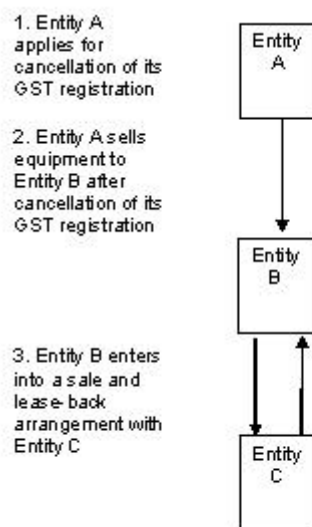 1. Entity A
applies for
cancellation of its
GST registration
Entity
A
2. Entity A sells
equipment to
Entity B after
cancellation of its
GST registration
Entity
B
3. Entity B enters
into a sale and
lease-back
arrangement with
Entity C
Entity
C